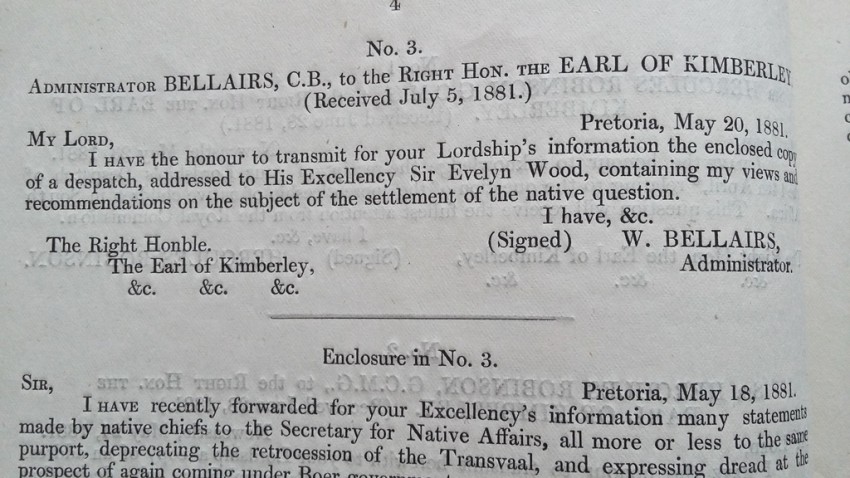 4
No. 3.
ADMINISTRATOR BELLAIRS, C.B., to the RIGHT HON. THE EARL OF KIMBERLEY
(Received July 5, 1881.)
Pretoria, May 20, 1881.
MY LORD,
I HAVE the honour to transmit for your Lordship's information the enclosed copy
of a despatch, addressed to His Excellency Sir Evelyn Wood, containing my views and
recommendations on the subject of the settlement of the native question.
I have, &c.
The Right Honble. (Signed) W. BELLAIRS,
The Earl of Kimberley, Administrator.
&c. &c. &c.
Enclosure in No. 3.
SIR, Pretoria, May 18, 1881.
I HAVE recently forwarded for your Excellency's information many statements
made by native chiefs to the Secretary for Native Affairs, all more or less to the same
purport, deprecating the retrocession of the Transvaal, and expressing dread at the
prospect of again coming under Boer